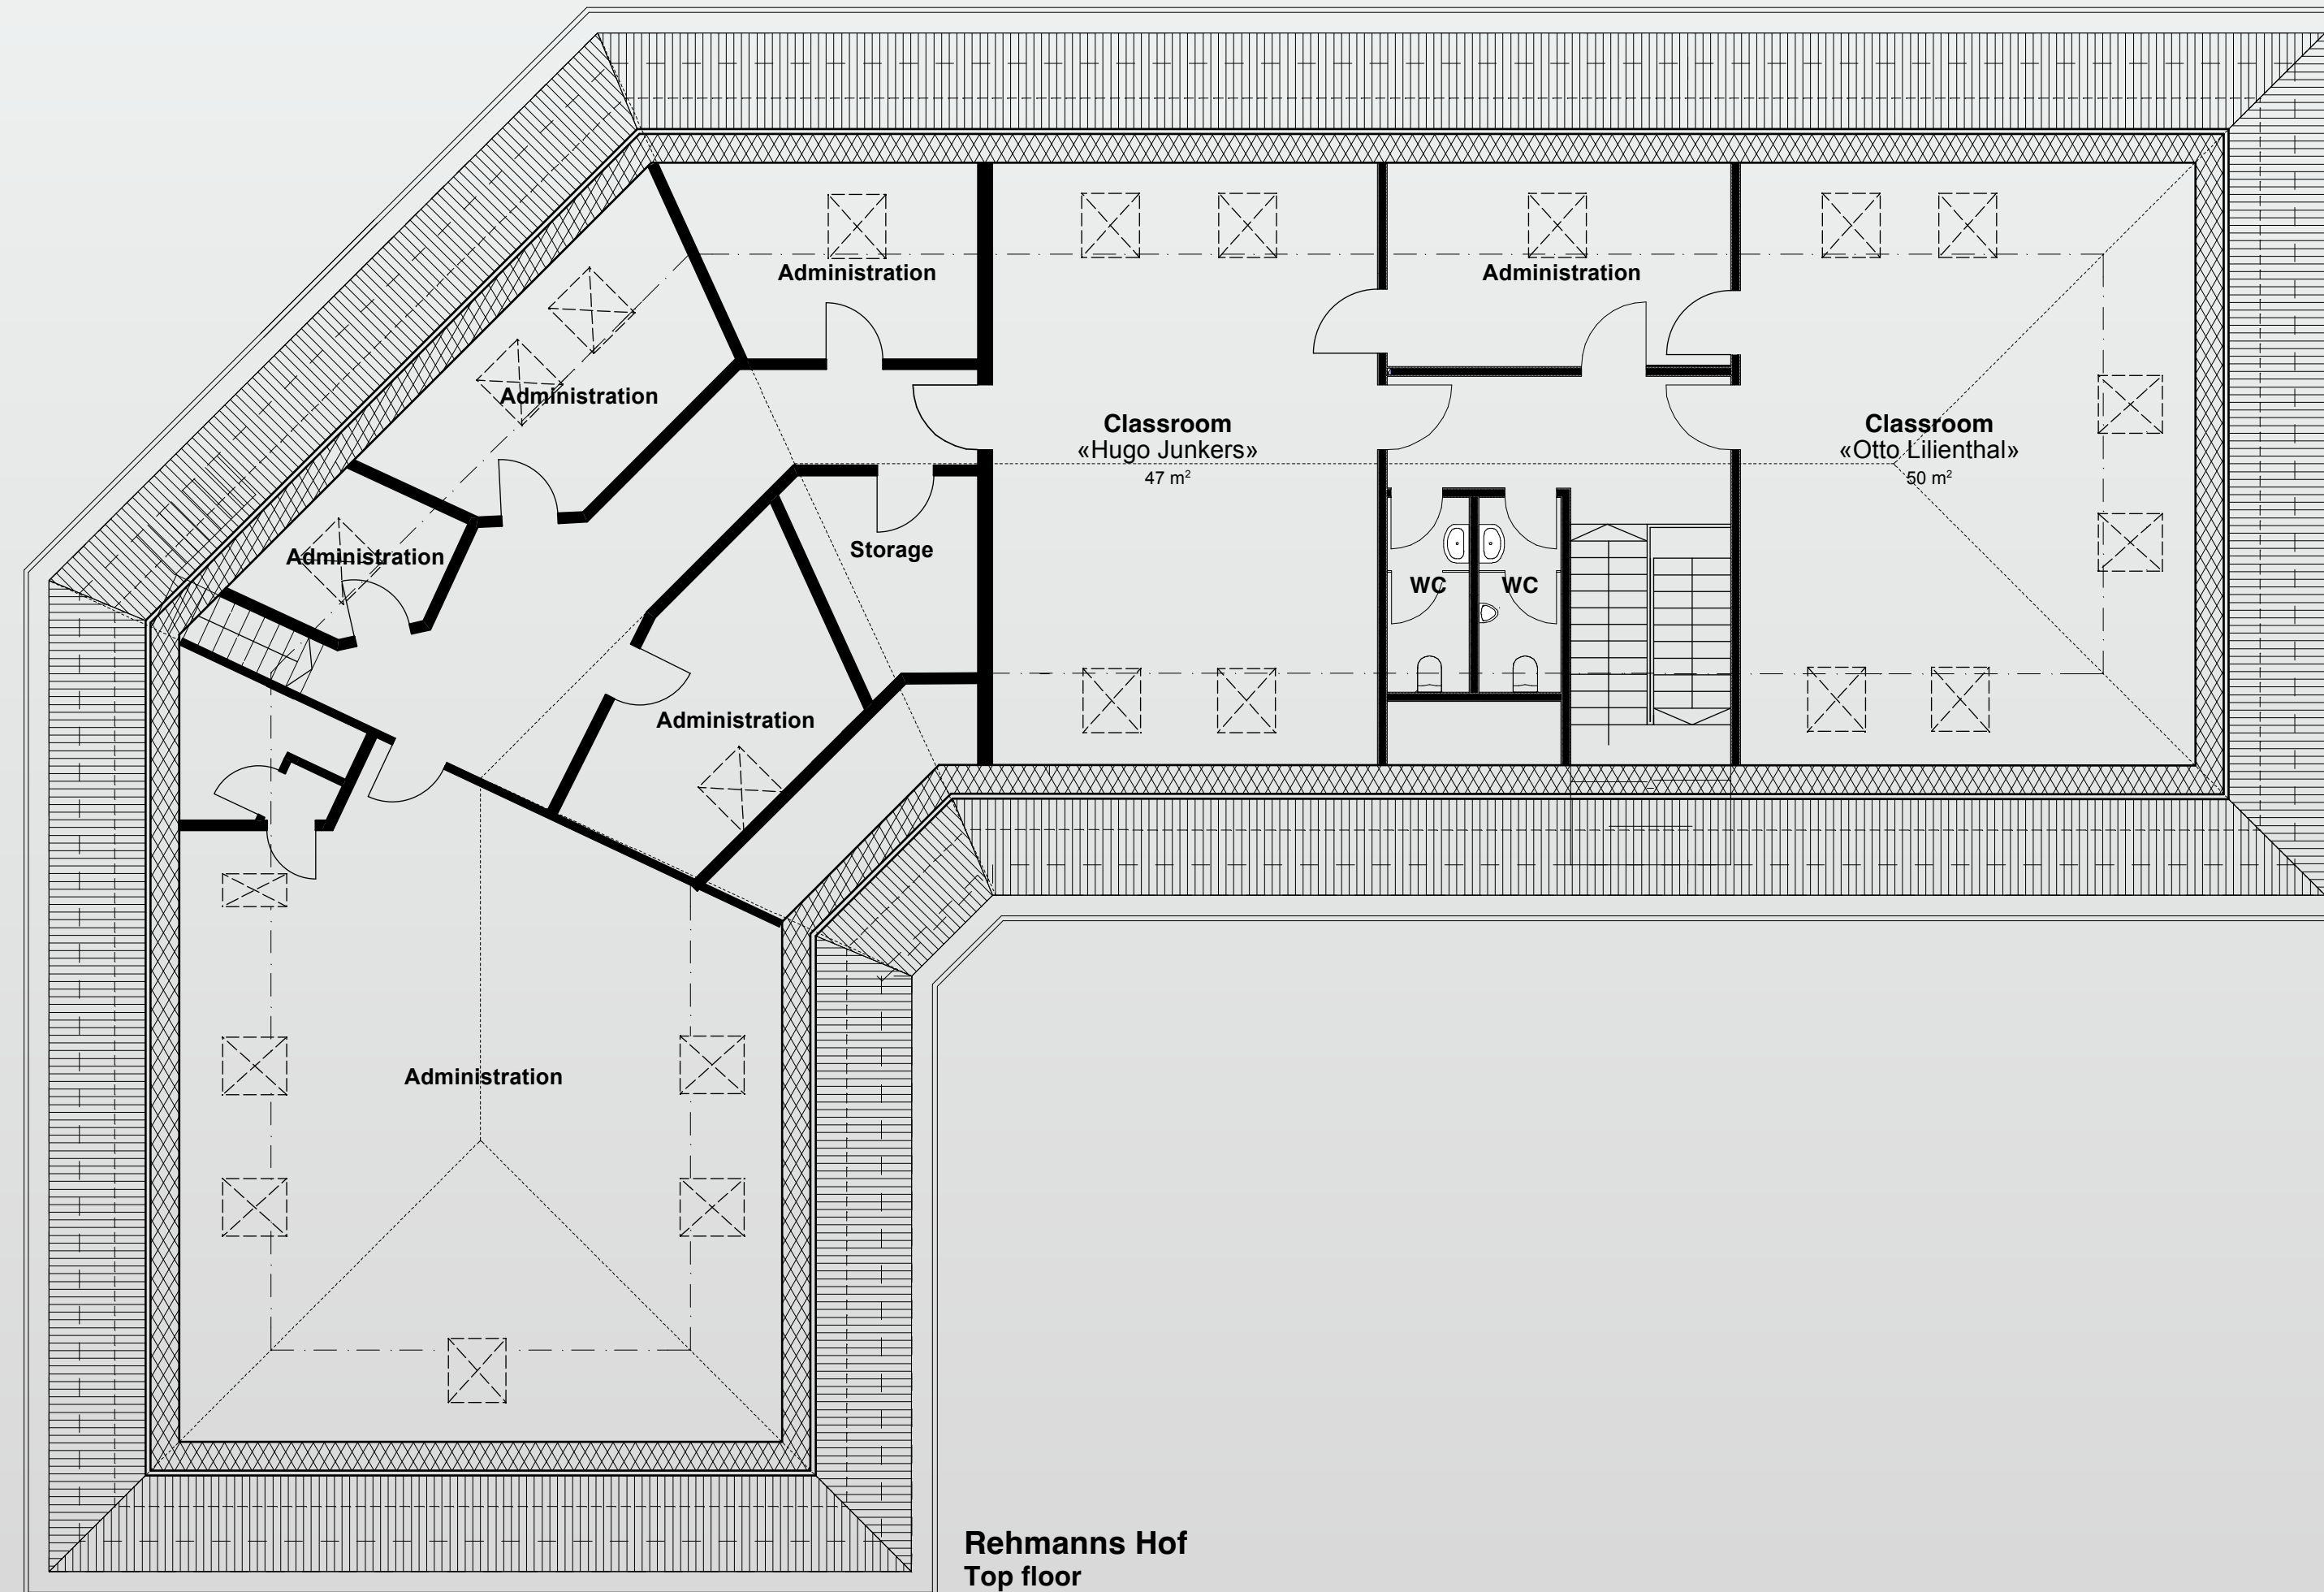 Administration
Administration
Administration
Classroom
«Hugo Junkers»
47 m²
Classroom
«Otto Lilienthal»
50 m²
Administration
Storage
Administration
WC
WC
Administration
Administration
Rehmanns Hof
Top floor